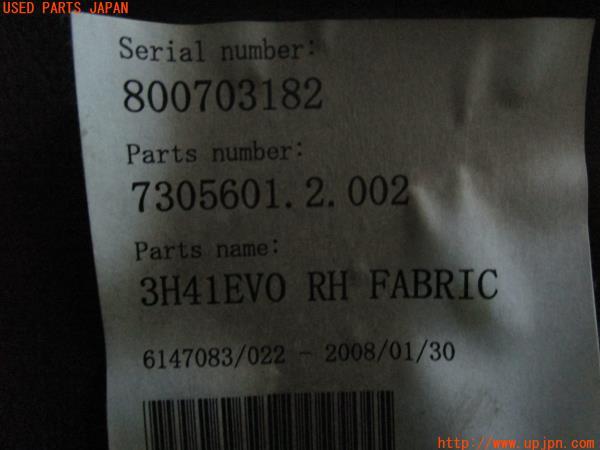 USED PARTS JAPAN
Serial number:
800703182
Parts number:
7305601.2.002
Parts name:
3H41EVO RH FABRIC
6147083/022 - 2008/01/30
http://www.upjpn.com